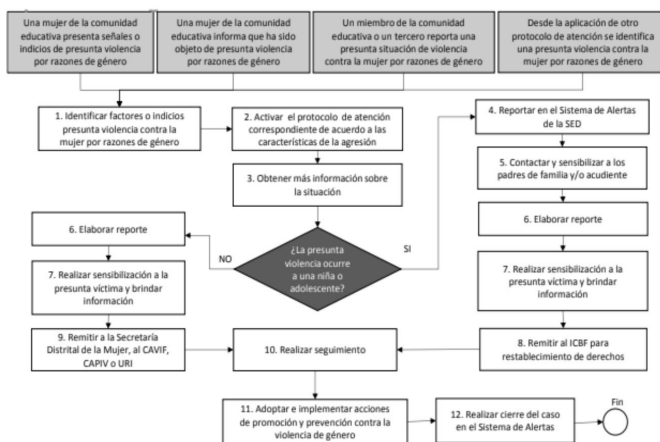 Una mujer de la comunidad
educativa presenta señales o
indicios de presunta violencia
por razones de género
Una mujer de la comunidad
educativa informa que ha sido
objeto de presunta violencia
por razones de género
Un miembro de la comunidad
educativa o un tercero reporta una
presunta situación de violencia
contra la mujer por razones de género
Desde la aplicación de otro
protocolo de atención se identifica
una presunta violencia contra la
mujer por razones de género
1. Identificar factores o indicios
presunta violencia contra la
mujer por razones de género
2. Activar el protocolo de atención
correspondiente de acuerdo a las
características de la agresión
3. Obtener más información sobre
la situación
4. Reportar en el Sistema de Alertas
de la SED
5. Contactar y sensibilizar a los
padres de familia y/o acudiente
6. Elaborar reporte
7. Realizar sensibilización a la
presunta víctima y brindar
información
8. Remitir al ICBF para
restablecimiento de derechos
¿La presunta
violencia ocurre
a una niña o
adolescente?
NO
SI
6. Elaborar reporte
7. Realizar sensibilización a la
presunta víctima y brindar
información
9. Remitir a la Secretaría
Distrital de la Mujer, al CAVIF,
CAPIV o URI
10. Realizar seguimiento
11. Adoptar e implementar acciones
de promoción y prevención contra la
violencia de género
12. Realizar cierre del caso
en el Sistema de Alertas
Fin